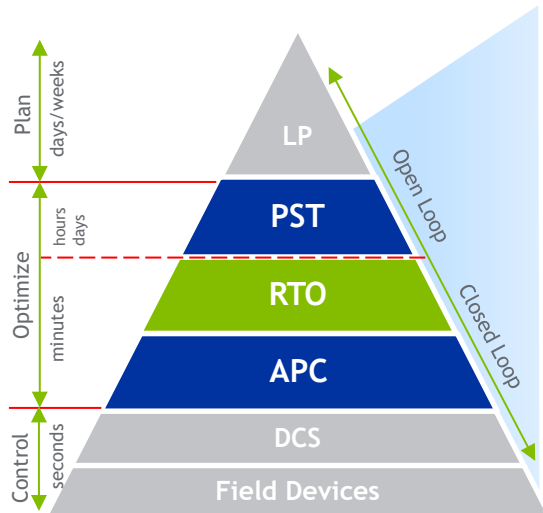 Plan
days/weeks
LP
Open Loop
hours
days
PST
Optimize
minutes
RTO
Closed Loop
APC
Control
seconds
DCS
Field Devices